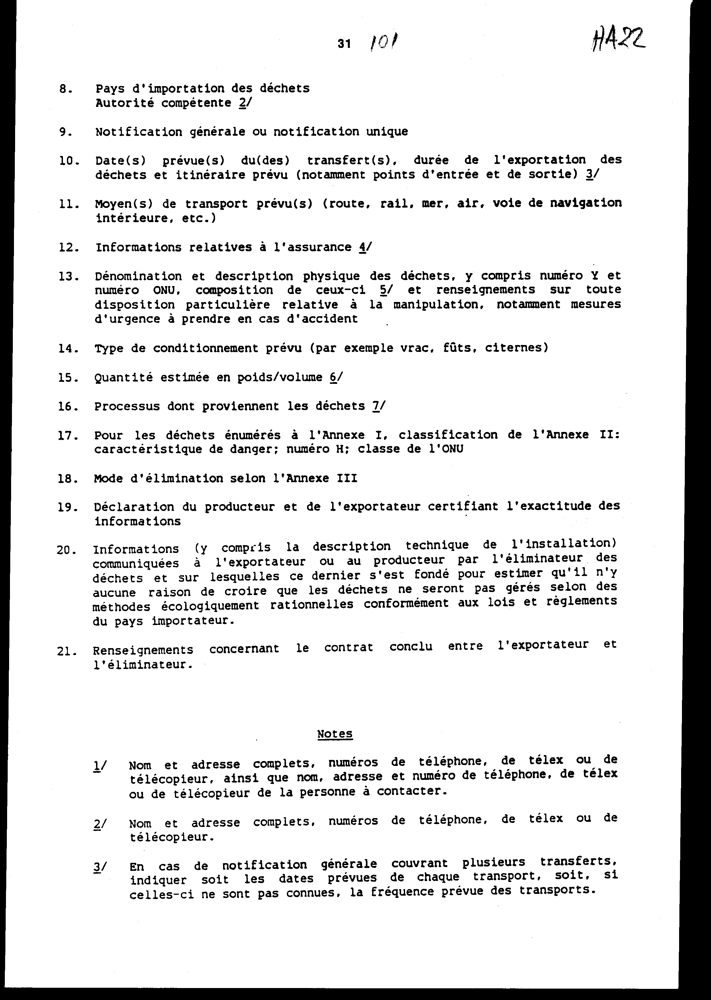 31 101 HA22
8. Pays d'importation des déchets
Autorité compétente 2/
9. Notification générale ou notification unique
10. Date(s) prévue(s) du(des) transfert(s), durée de l'exportation des
déchets et itinéraire prévu (notamment points d'entrée et de sortie) 3/
11. Moyen(s) de transport prévu(s) (route, rail, mer, air, voie de navigation
intérieure, etc.)
12. Informations relatives à l'assurance 4/
13. Dénomination et description physique des déchets, y compris numéro Y et
numéro ONU, composition de ceux-ci 5/ et renseignements sur toute
disposition particulière relative à la manipulation, notamment mesures
d'urgence à prendre en cas d'accident
14. Type de conditionnement prévu (par exemple vrac, fûts, citernes)
15. Quantité estimée en poids/volume 6/
16. Processus dont proviennent les déchets 7/
17. Pour les déchets énumérés à l'Annexe I, classification de l'Annexe II:
caractéristique de danger; numéro H; classe de l'ONU
18. Mode d'élimination selon l'Annexe III
19. Déclaration du producteur et de l'exportateur certifiant l'exactitude des
informations
20. Informations (y compris la description technique de l'installation)
communiquées à l'exportateur ou au producteur par l'éliminateur des
déchets et sur lesquelles ce dernier s'est fondé pour estimer qu'il n'y
aucune raison de croire que les déchets ne seront pas gérés selon des
méthodes écologiquement rationnelles conformément aux lois et règlements
du pays importateur.
21. Renseignements concernant le contrat conclu entre l'exportateur et
l'éliminateur.
Notes
1/ Nom et adresse complets, numéros de téléphone, de télex ou de
télécopieur, ainsi que nom, adresse et numéro de téléphone, de télex
ou de télécopieur de la personne à contacter.
2/ Nom et adresse complets, numéros de téléphone, de télex ou de
télécopieur.
3/ En cas de notification générale couvrant plusieurs transferts,
indiquer soit les dates prévues de chaque transport, soit, si
celles-ci ne sont pas connues, la fréquence prévue des transports.